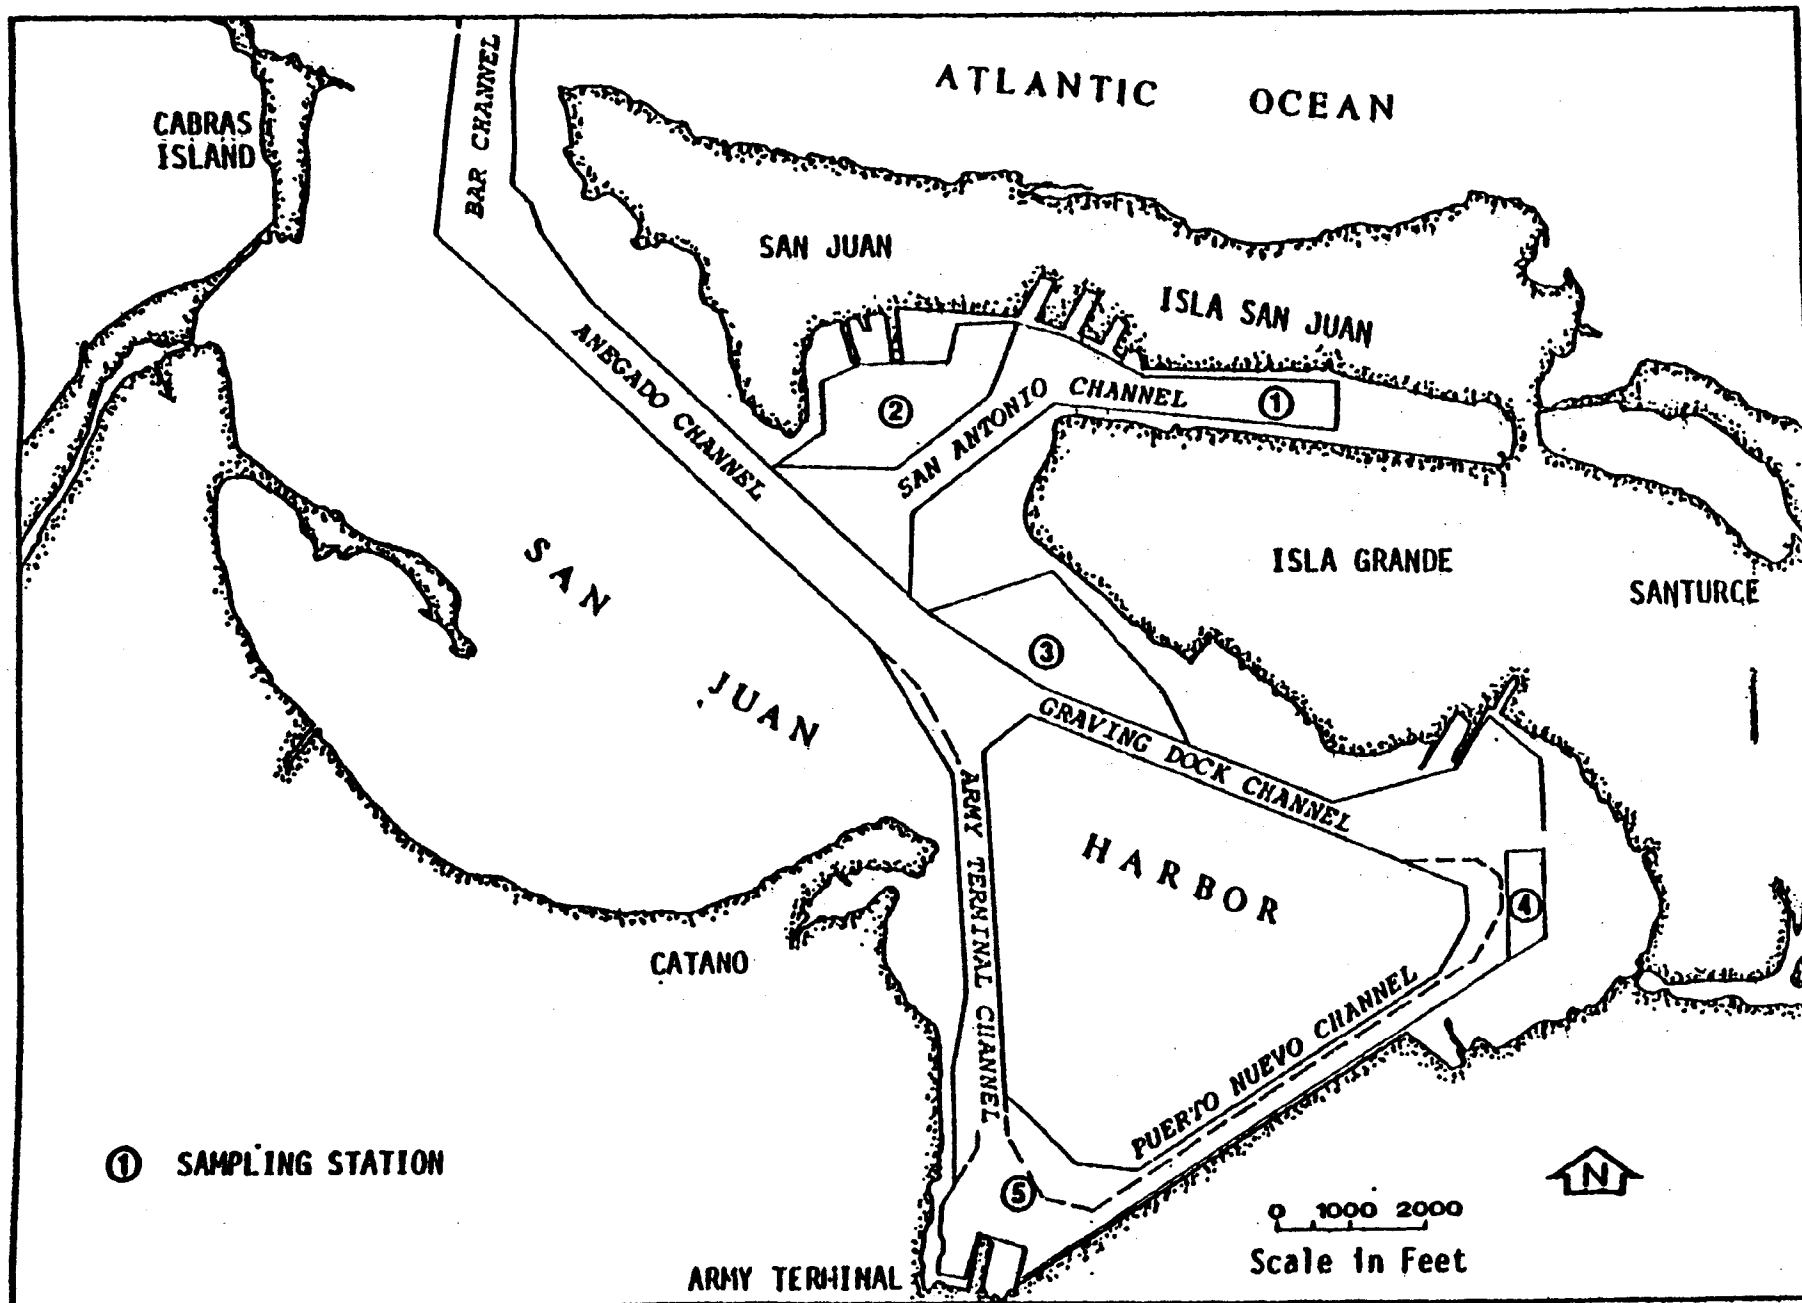 ATLANTIC OCEAN
CABRAS
ISLAND
BAR CHANNEL
SAN JUAN
ISLA SAN JUAN
ANEGADO CHANNEL
SAN ANTONIO CHANNEL
1
2
SAN
JUAN
HARBOR
ISLA GRANDE
SANTURCE
3
GRAVING DOCK CHANNEL
ARMY TERMINAL CHANNEL
4
CATANO
PUERTO NUEVO CHANNEL
5
1 SAMPLING STATION
N
0 1000 2000
Scale in Feet
ARMY TERMINAL